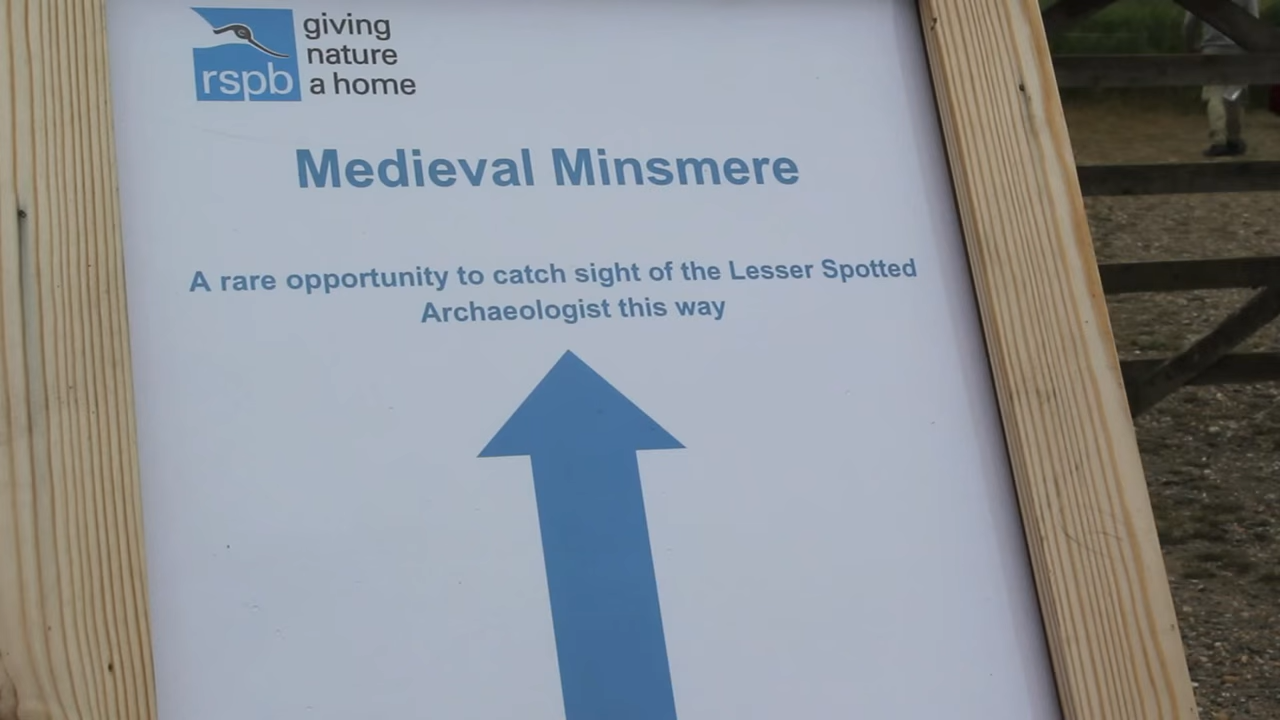 rspb
giving
nature
a home
Medieval Minsmere
A rare opportunity to catch sight of the Lesser Spotted
Archaeologist this way